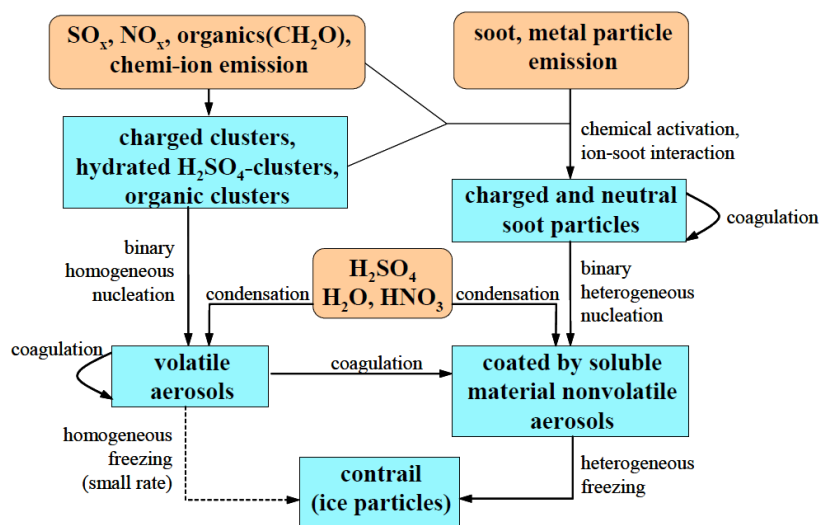 SOx, NOx, organics(CH2O),
chemi-ion emission
soot, metal particle
emission
chemical activation,
ion-soot interaction
charged clusters,
hydrated H2SO4-clusters,
organic clusters
charged and neutral
soot particles
coagulation
binary
homogeneous
nucleation
condensation
H2SO4
H2O, HNO3
condensation
binary
heterogeneous
nucleation
coagulation
volatile
aerosols
coagulation
coated by soluble
material nonvolatile
aerosols
homogeneous
freezing
(small rate)
contrail
(ice particles)
heterogeneous
freezing